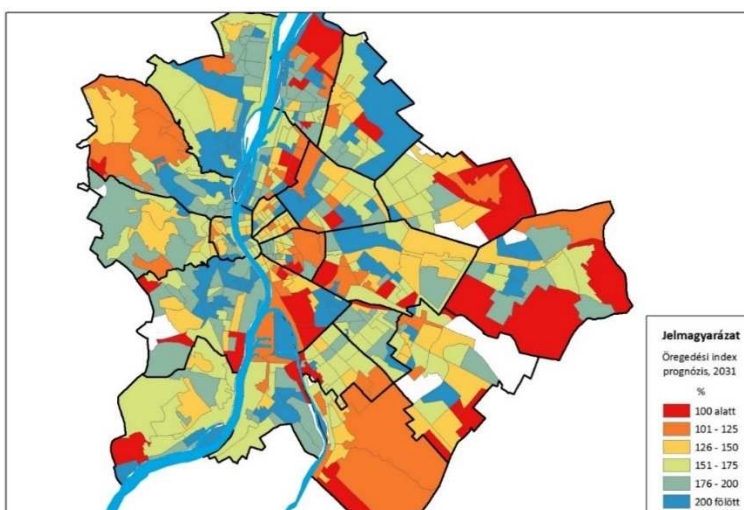 Jelmagyarázat
Öregedési index
prognózis, 2031
%
100 alatt
101 - 125
126 - 150
151 - 175
176 - 200
200 fölött